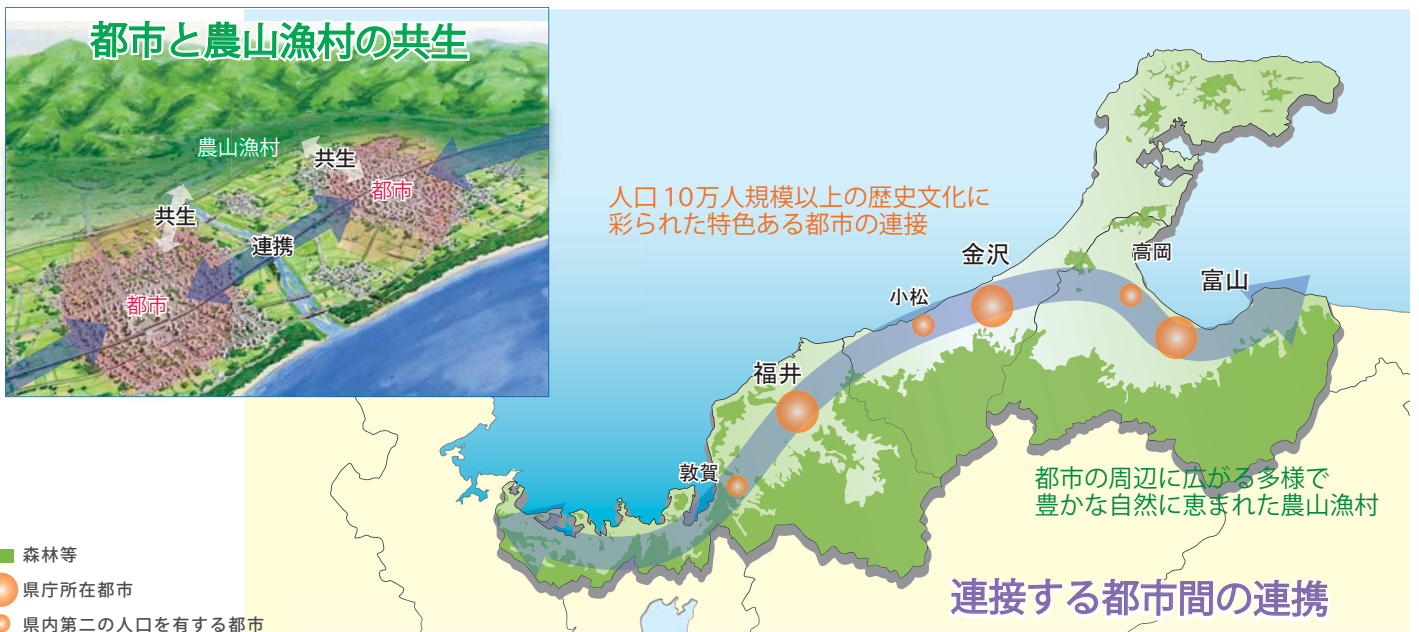 都市と農山漁村の共生
農山漁村
共生
都市
共生
連携
都市
人口10万人規模以上の歴史文化に
彩られた特色ある都市の連接
金沢
高岡
小松
富山
福井
敦賀
都市の周辺に広がる多様で
豊かな自然に恵まれた農山漁村
連接する都市間の連携
森林等
県庁所在都市
県内第二の人口を有する都市